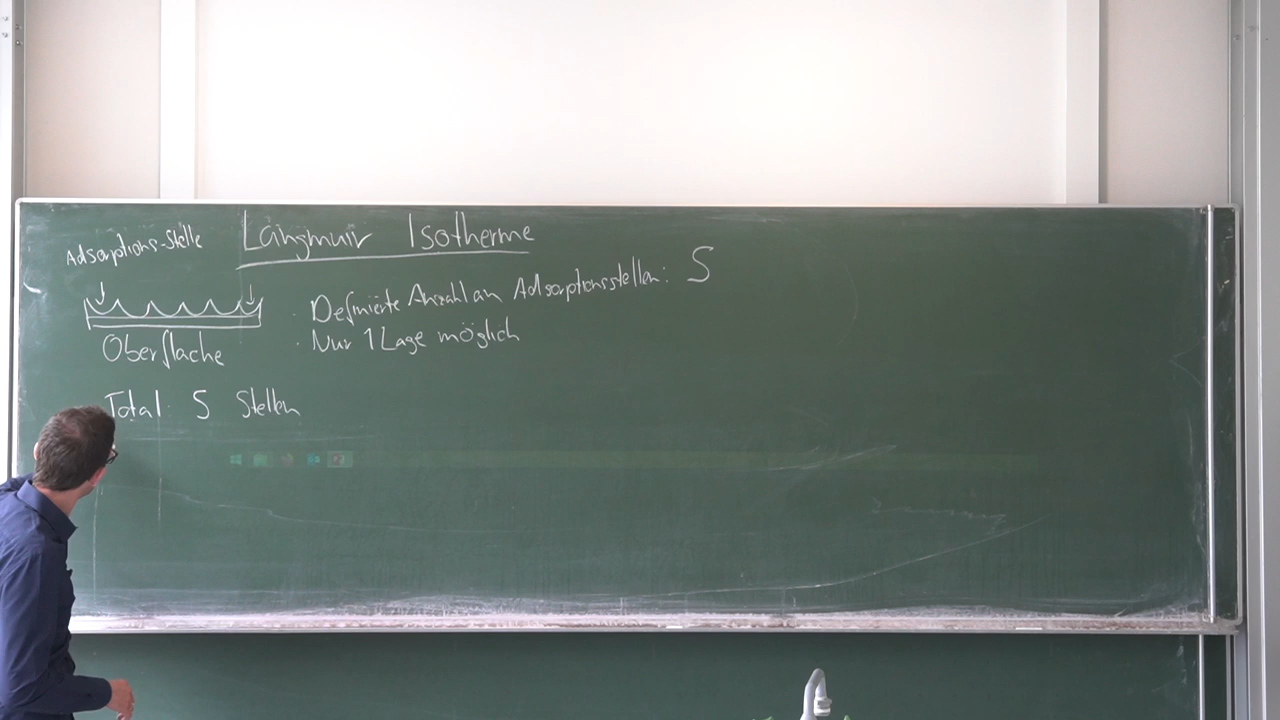 Langmuir Isotherme
Adsorptions-Stelle
· Definierte Anzahl an Adsorptionsstellen: S
· Nur 1 Lage möglich
Oberfläche
Total: S Stellen